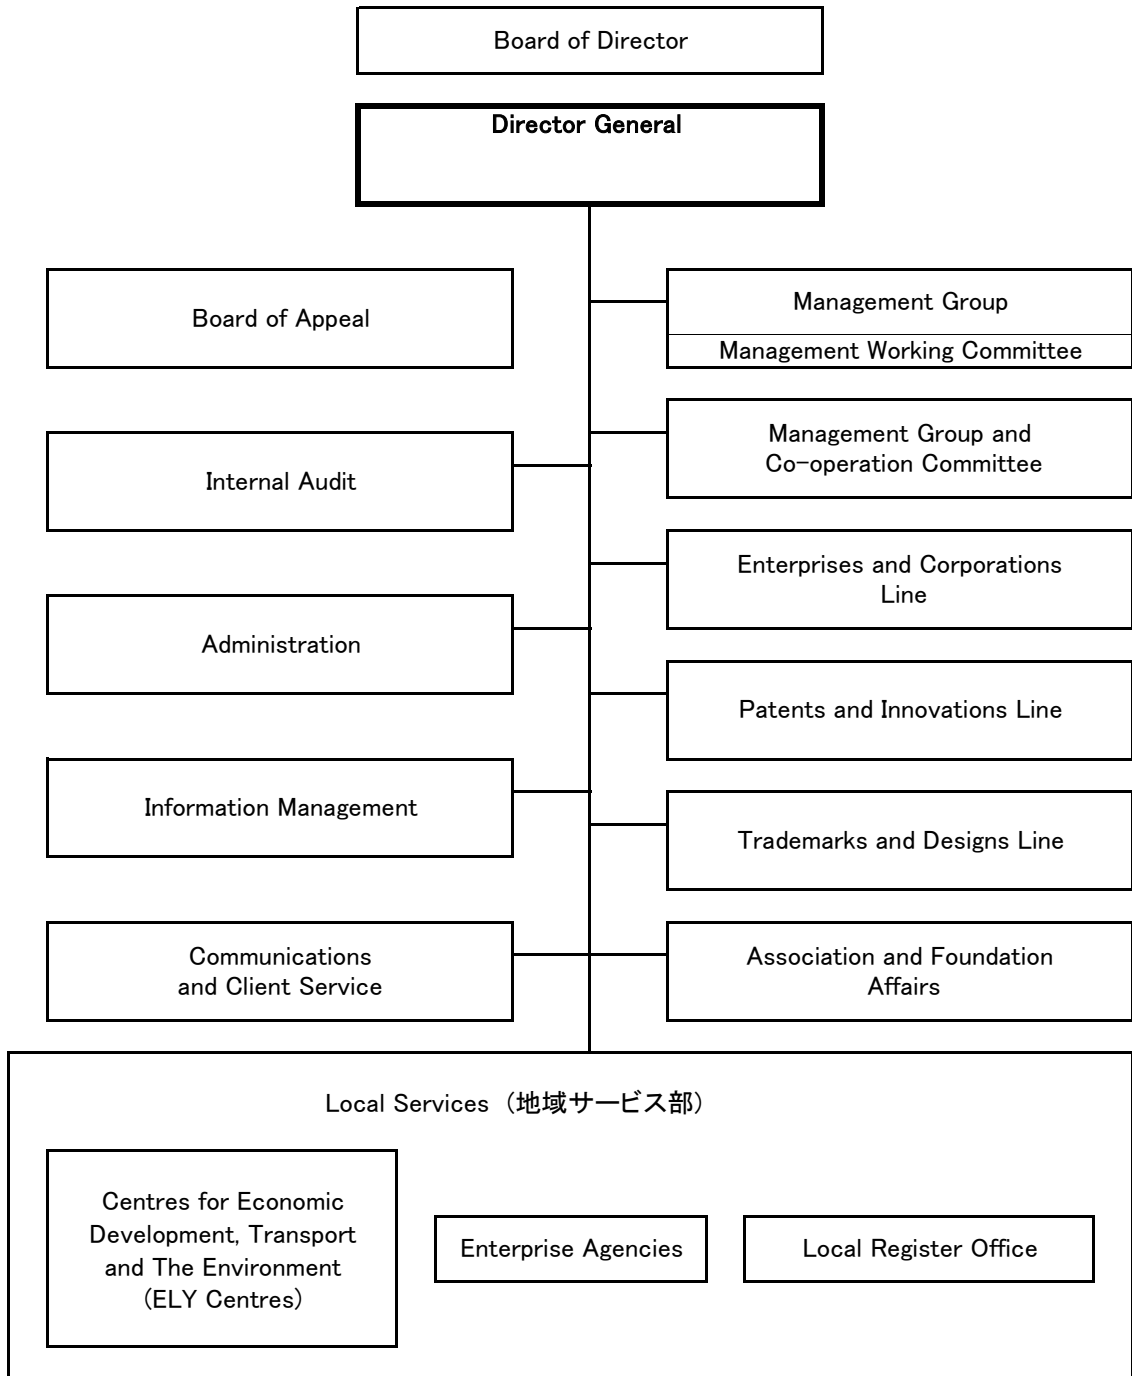 Board of Director
Director General
Board of Appeal
Management Group
Management Working Committee
Internal Audit
Management Group and
Co-operation Committee
Enterprises and Corporations
Line
Administration
Patents and Innovations Line
Information Management
Trademarks and Designs Line
Communications
and Client Service
Association and Foundation
Affairs
Local Services (地域サービス部)
Centres for Economic
Development, Transport
and The Environment
(ELY Centres)
Enterprise Agencies
Local Register Office